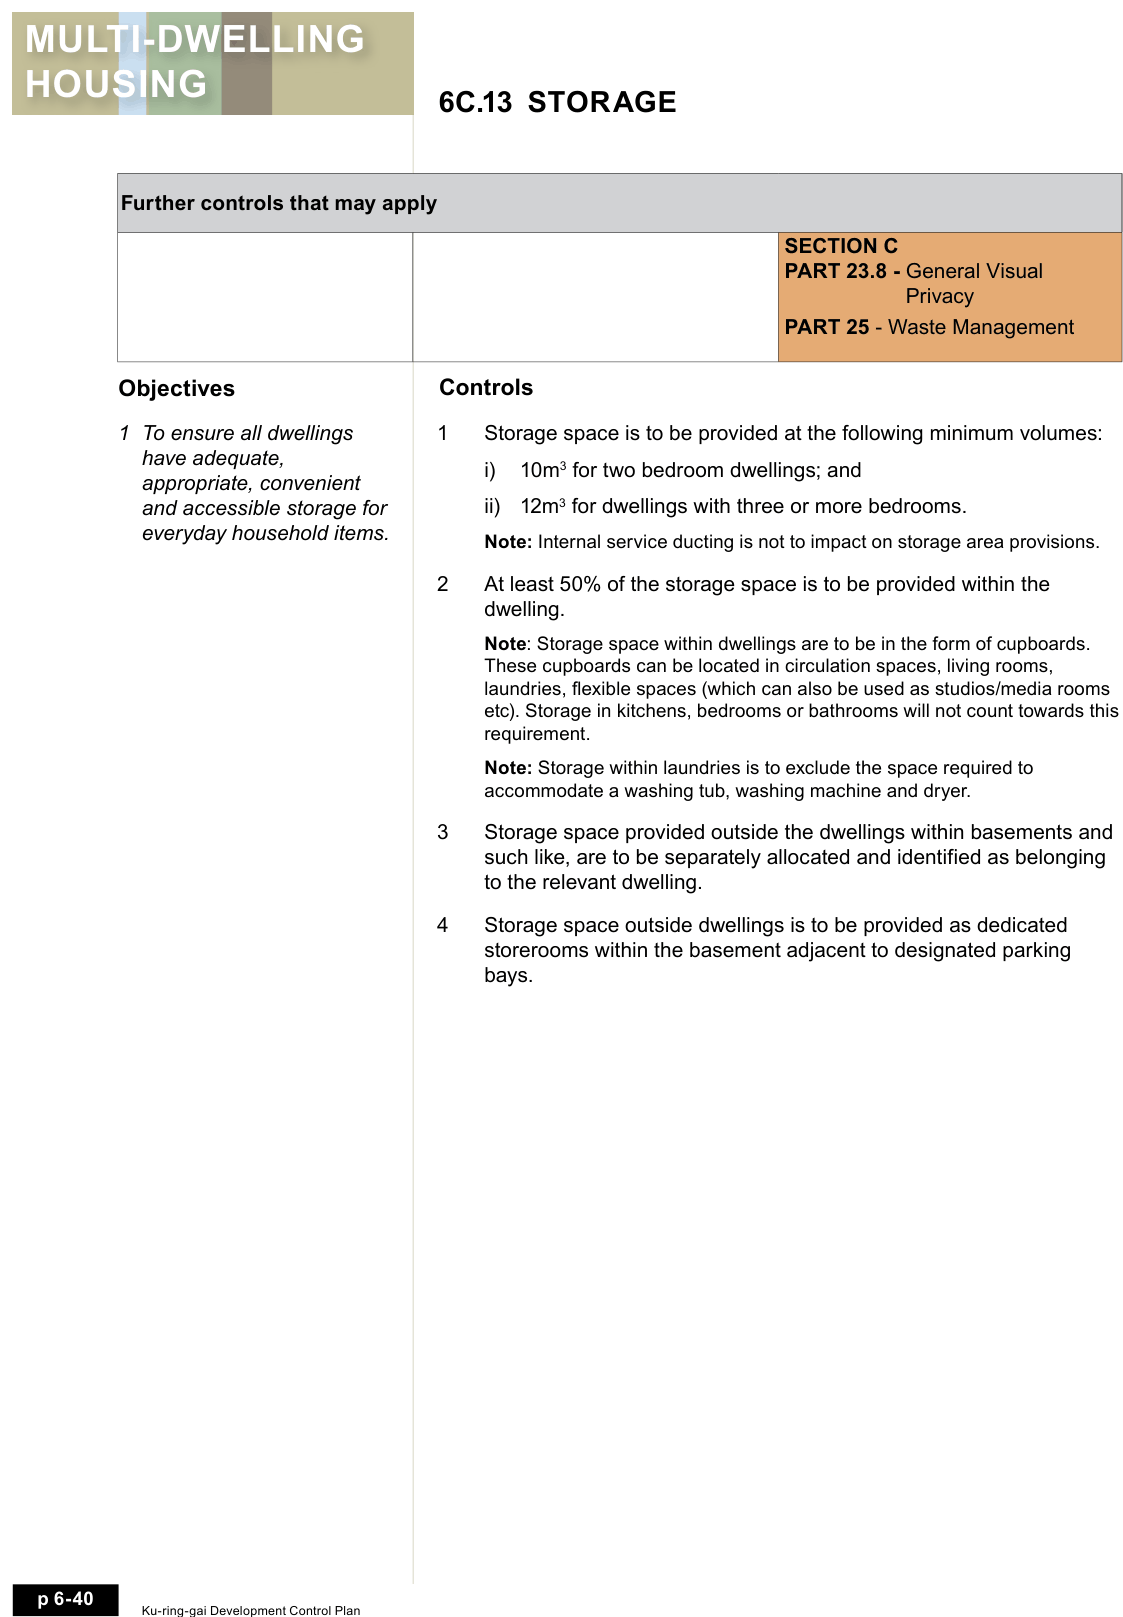 MULTI-DWELLING
HOUSING
6C.13 STORAGE
Further controls that may apply
SECTION C
PART 23.8 - General Visual
Privacy
PART 25 - Waste Management
Objectives
1 To ensure all dwellings
have adequate,
appropriate, convenient
and accessible storage for
everyday household items.
Controls
1 Storage space is to be provided at the following minimum volumes:
i) 10m³ for two bedroom dwellings; and
ii) 12m³ for dwellings with three or more bedrooms.
Note: Internal service ducting is not to impact on storage area provisions.
2 At least 50% of the storage space is to be provided within the
dwelling.
Note: Storage space within dwellings are to be in the form of cupboards.
These cupboards can be located in circulation spaces, living rooms,
laundries, flexible spaces (which can also be used as studios/media rooms
etc). Storage in kitchens, bedrooms or bathrooms will not count towards this
requirement.
Note: Storage within laundries is to exclude the space required to
accommodate a washing tub, washing machine and dryer.
3 Storage space provided outside the dwellings within basements and
such like, are to be separately allocated and identified as belonging
to the relevant dwelling.
4 Storage space outside dwellings is to be provided as dedicated
storerooms within the basement adjacent to designated parking
bays.
p 6-40
Ku-ring-gai Development Control Plan